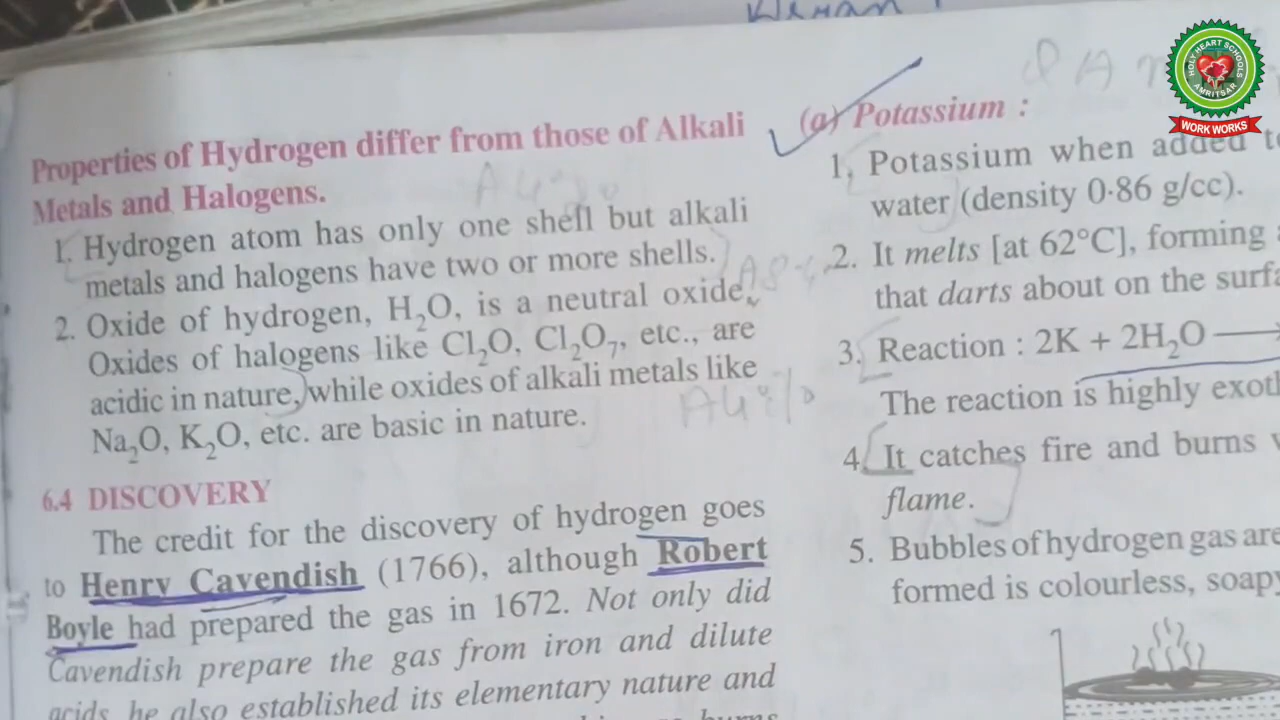 Properties of Hydrogen differ from those of Alkali
Metals and Halogens.
1. Hydrogen atom has only one shell but alkali
metals and halogens have two or more shells.
2. Oxide of hydrogen, H₂O, is a neutral oxide.
Oxides of halogens like Cl₂O, Cl₂O₇, etc., are
acidic in nature, while oxides of alkali metals like
Na₂O, K₂O, etc. are basic in nature.
6.4 DISCOVERY
The credit for the discovery of hydrogen goes
to Henry Cavendish (1766), although Robert
Boyle had prepared the gas in 1672. Not only did
Cavendish prepare the gas from iron and dilute
acids, he also established its elementary nature and
burns
(a) Potassium :
1. Potassium when added to
water (density 0·86 g/cc).
2. It melts [at 62°C], forming
that darts about on the surfa
3. Reaction : 2K + 2H₂O ⟶
The reaction is highly exot
4. It catches fire and burns
flame.
5. Bubbles of hydrogen gas are
formed is colourless, soapy
HOLY HEART SCHOOLS
AMRITSAR
WORK WORKS